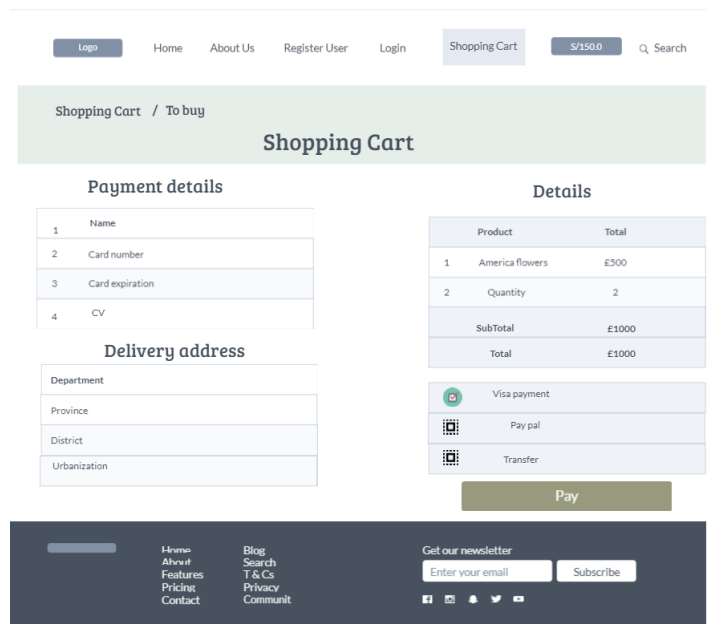 Logo Home About Us Register User Login Shopping Cart S/150.0 Search
Shopping Cart / To buy
Shopping Cart
Payment details
1 Name
2 Card number
3 Card expiration
4 CV
Delivery address
Department
Province
District
Urbanization
Details
Product Total
1 America flowers £500
2 Quantity 2
SubTotal £1000
Total £1000
Visa payment
Pay pal
Transfer
Pay
Home
About
Features
Pricing
Contact
Blog
Search
T & Cs
Privacy
Communit
Get our newsletter
Enter your email Subscribe